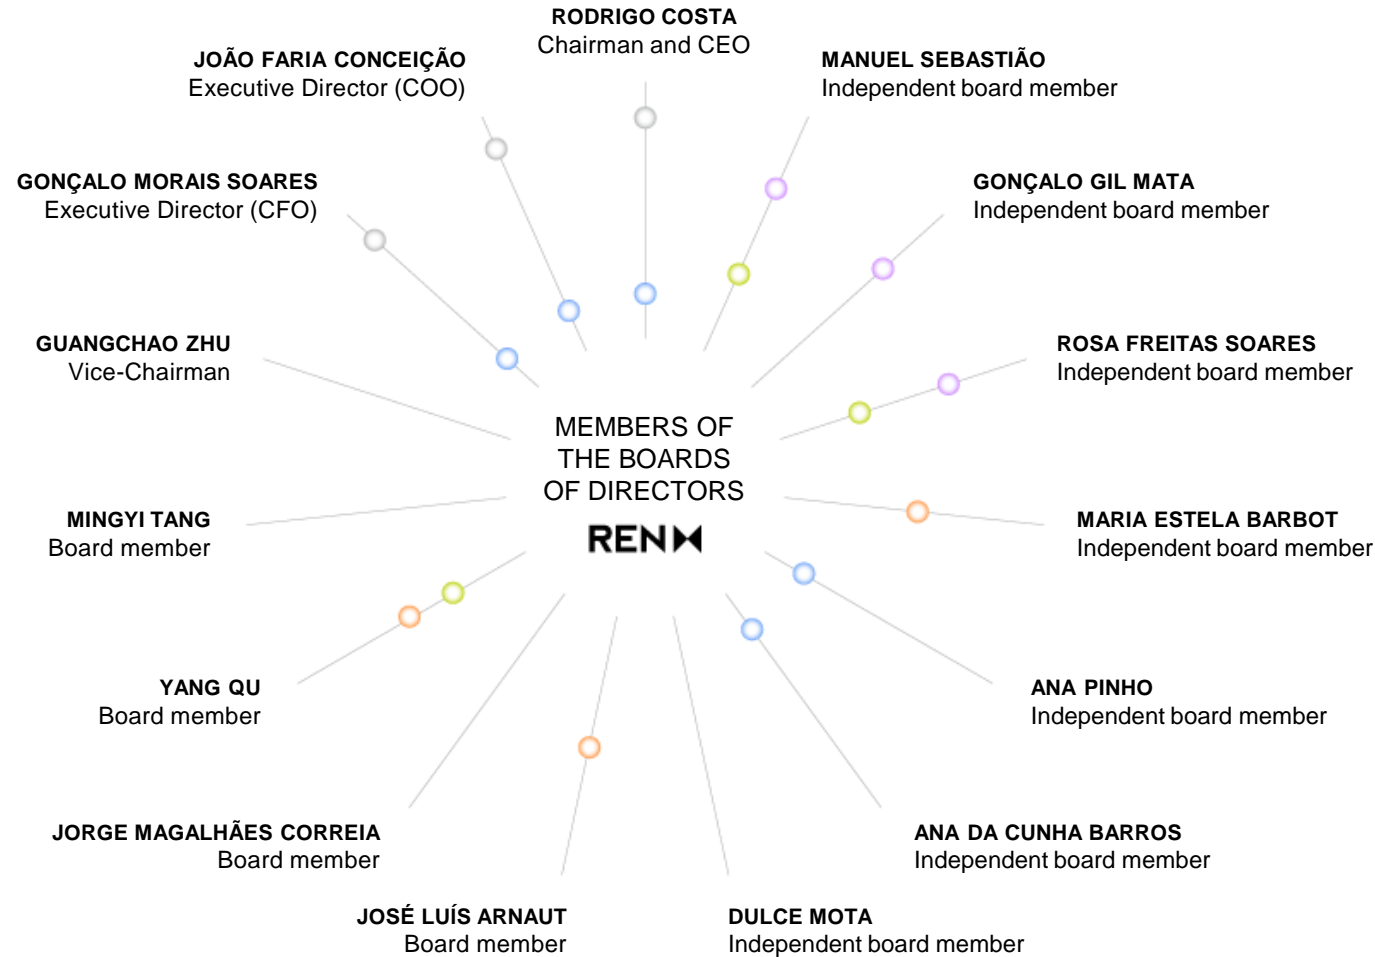 RODRIGO COSTA
Chairman and CEO
JOÃO FARIA CONCEIÇÃO
Executive Director (COO)
MANUEL SEBASTIÃO
Independent board member
GONÇALO MORAIS SOARES
Executive Director (CFO)
GONÇALO GIL MATA
Independent board member
GUANGCHAO ZHU
Vice-Chairman
ROSA FREITAS SOARES
Independent board member
MEMBERS OF
THE BOARDS
OF DIRECTORS
REN
MINGYI TANG
Board member
MARIA ESTELA BARBOT
Independent board member
YANG QU
Board member
ANA PINHO
Independent board member
JORGE MAGALHÃES CORREIA
Board member
ANA DA CUNHA BARROS
Independent board member
JOSÉ LUÍS ARNAUT
Board member
DULCE MOTA
Independent board member